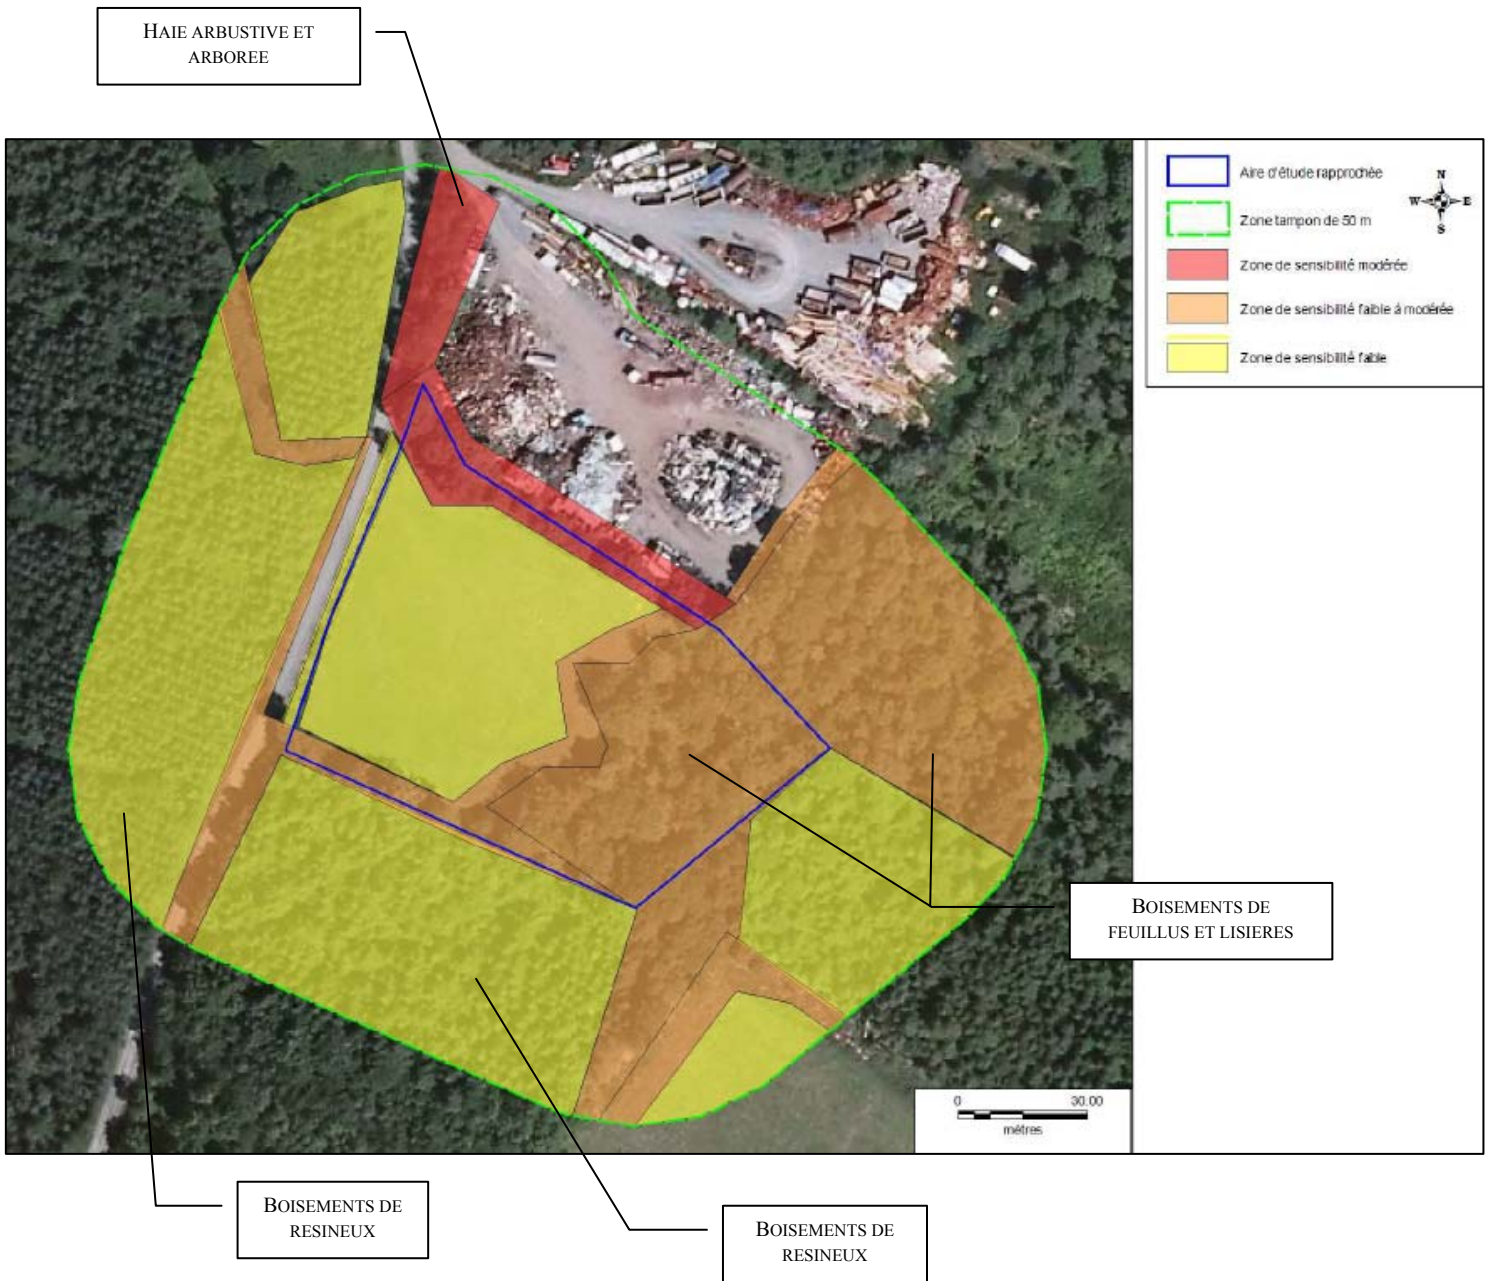 HAIE ARBUSTIVE ET
ARBOREE
Aire d'étude rapprochée
Zone tampon de 50 m
Zone de sensibilité modérée
Zone de sensibilité faible à modérée
Zone de sensibilité faible
N
W E
S
BOISEMENTS DE
FEUILLUS ET LISIERES
0 30.00
mètres
BOISEMENTS DE
RESINEUX
BOISEMENTS DE
RESINEUX